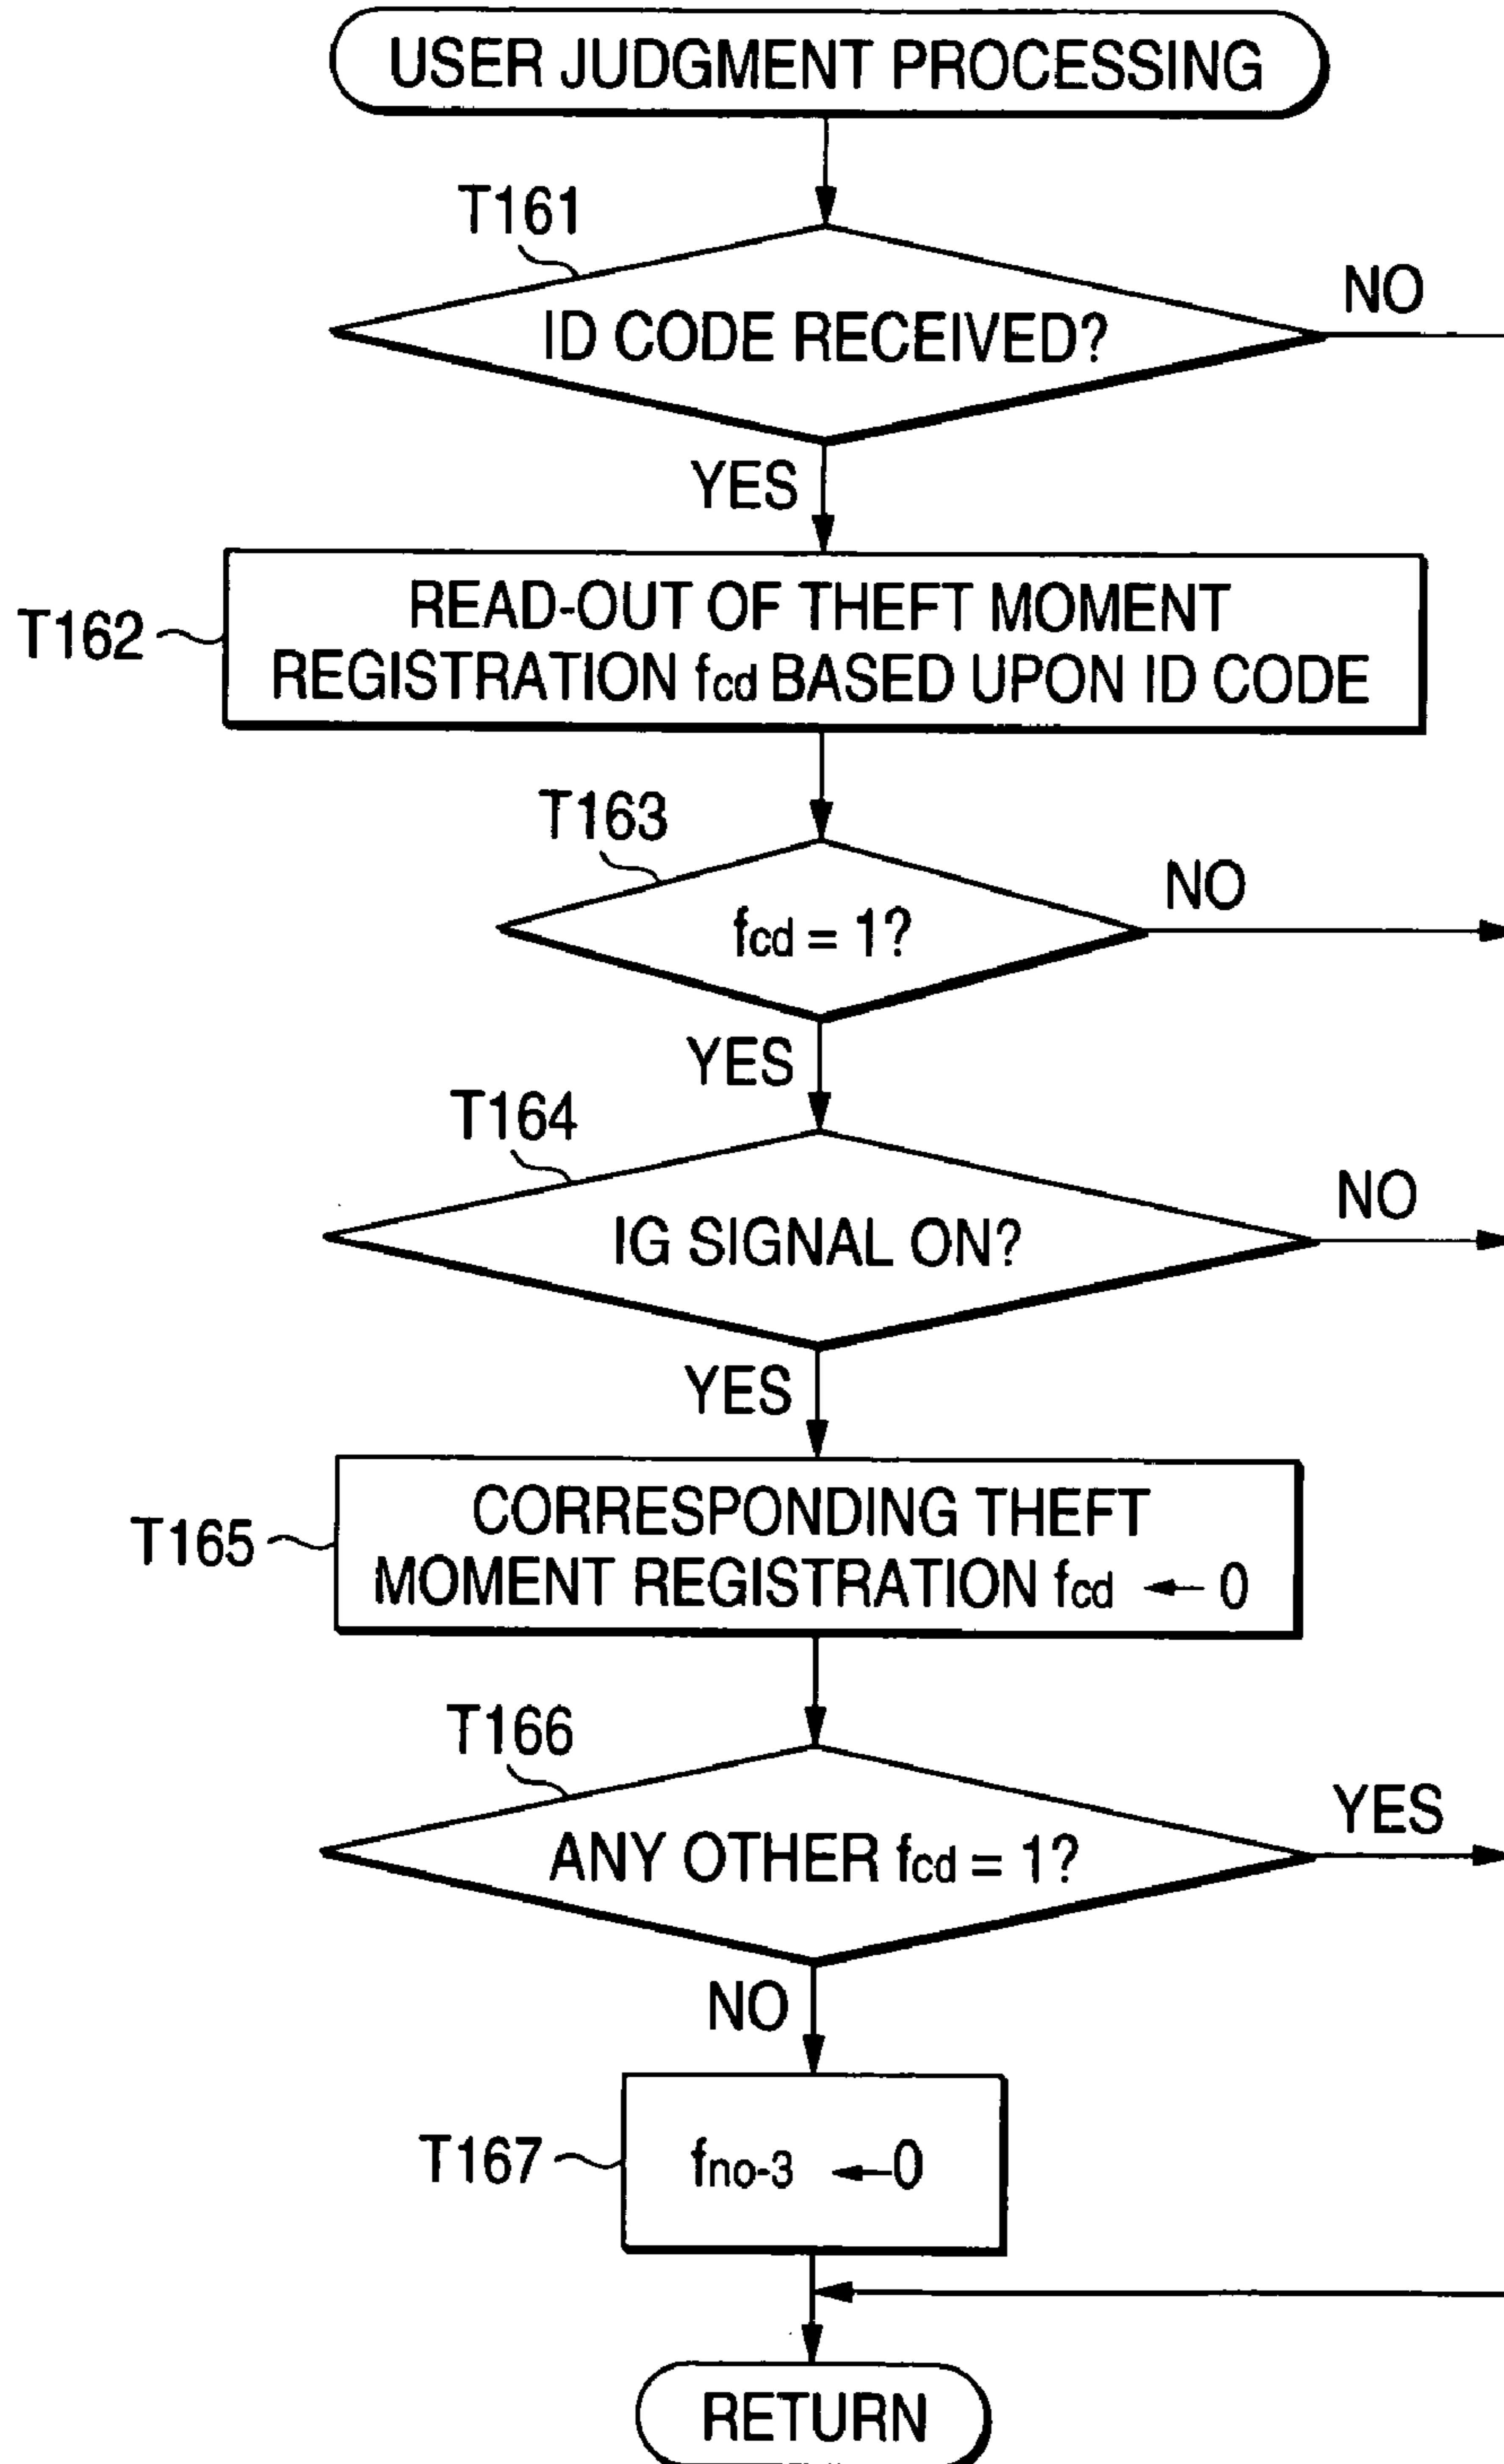 USER JUDGMENT PROCESSING
T161
NO
ID CODE RECEIVED?
YES
READ-OUT OF THEFT MOMENT
T162
REGISTRATION fcd BASED UPON ID CODE
T163
NO
fcd = 1?
YES
T164
NO
IG SIGNAL ON?
YES
CORRESPONDING THEFT
T165
MOMENT REGISTRATION fcd ← 0
T166
YES
ANY OTHER fcd = 1?
NO
T167
fno-3 ←0
RETURN